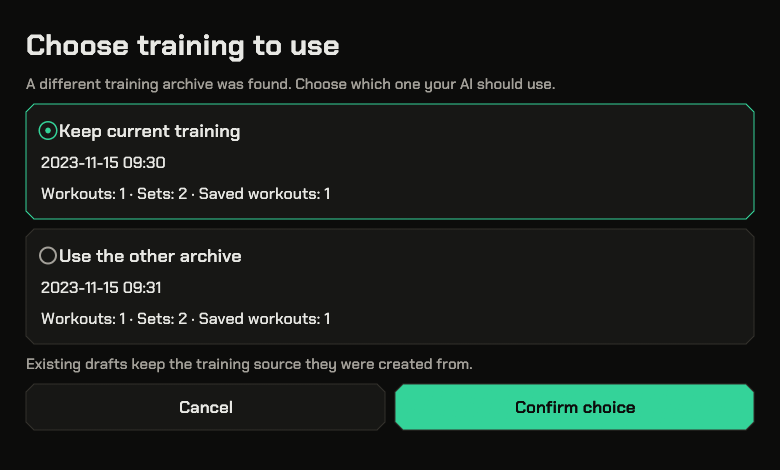 Choose training to use
A different training archive was found. Choose which one your AI should use.
Keep current training
2023-11-15 09:30
Workouts: 1 · Sets: 2 · Saved workouts: 1
Use the other archive
2023-11-15 09:31
Workouts: 1 · Sets: 2 · Saved workouts: 1
Existing drafts keep the training source they were created from.
Cancel
Confirm choice